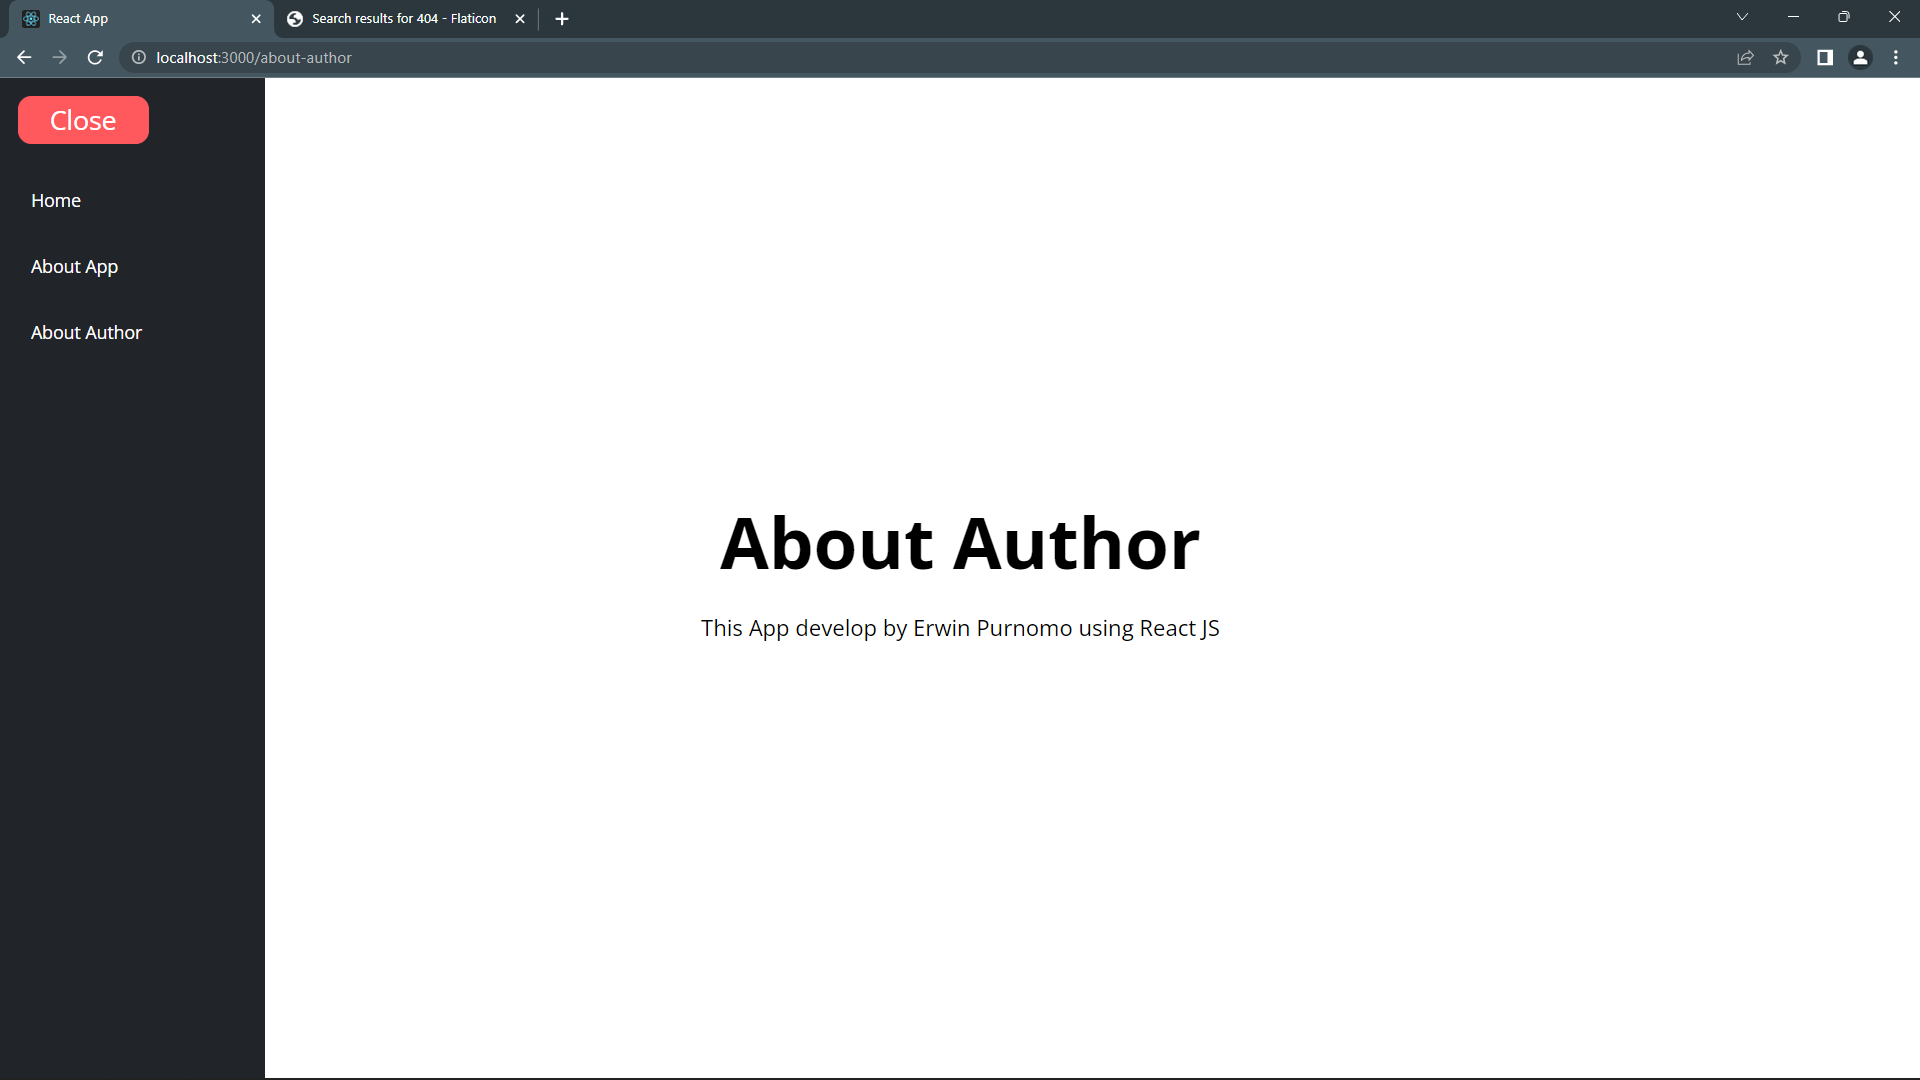 React App
Search results for 404 - Flaticon
localhost:3000/about-author
Close
Home
About App
About Author
About Author
This App develop by Erwin Purnomo using React JS